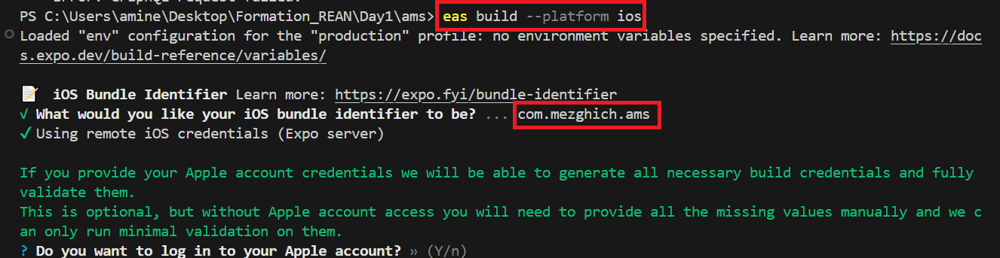 Error: GraphQL request failed.
PS C:\Users\amine\Desktop\Formation_REAN\Day1\ams> eas build --platform ios
Loaded "env" configuration for the "production" profile: no environment variables specified. Learn more: https://doc
s.expo.dev/build-reference/variables/
iOS Bundle Identifier Learn more: https://expo.fyi/bundle-identifier
√ What would you like your iOS bundle identifier to be? ... com.mezghich.ams
✔ Using remote iOS credentials (Expo server)
If you provide your Apple account credentials we will be able to generate all necessary build credentials and fully
validate them.
This is optional, but without Apple account access you will need to provide all the missing values manually and we c
an only run minimal validation on them.
? Do you want to log in to your Apple account? » (Y/n)